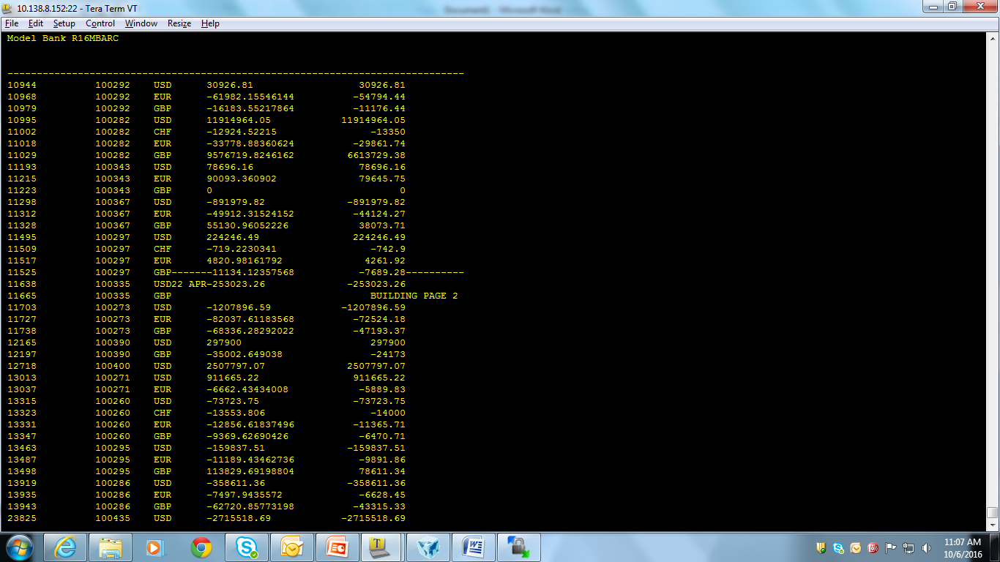 10.138.8.152:22 - Tera Term VT
File Edit Setup Control Window Resize Help
Model Bank R16MBARC
------------------------------------------------------------------------------
10944 100292 USD 30926.81 30926.81
10968 100292 EUR -61982.15546144 -54794.44
10979 100292 GBP -16183.55217864 -11176.44
10995 100282 USD 11914964.05 11914964.05
11002 100282 CHF -12924.52215 -13350
11018 100282 EUR -33778.88360624 -29861.74
11029 100282 GBP 9576719.8246162 6613729.38
11193 100343 USD 78696.16 78696.16
11215 100343 EUR 90093.360902 79645.75
11223 100343 GBP 0 0
11298 100367 USD -891979.82 -891979.82
11312 100367 EUR -49912.31524152 -44124.27
11328 100367 GBP 55130.96052226 38073.71
11495 100297 USD 224246.49 224246.49
11509 100297 CHF -719.2230341 -742.9
11517 100297 EUR 4820.98161792 4261.92
11525 100297 GBP-------11134.12357568 -7689.28----------
11638 100335 USD22 APR-253023.26 -253023.26
11665 100335 GBP BUILDING PAGE 2
11703 100273 USD -1207896.59 -1207896.59
11727 100273 EUR -82037.61183568 -72524.18
11738 100273 GBP -68336.28292022 -47193.37
12165 100390 USD 297900 297900
12197 100390 GBP -35002.649038 -24173
12718 100400 USD 2507797.07 2507797.07
13013 100271 USD 911665.22 911665.22
13037 100271 EUR -6662.43434008 -5889.83
13315 100260 USD -73723.75 -73723.75
13323 100260 CHF -13553.806 -14000
13331 100260 EUR -12856.61837496 -11365.71
13347 100260 GBP -9369.62690426 -6470.71
13463 100295 USD -159837.51 -159837.51
13487 100295 EUR -11189.43462736 -9891.86
13498 100295 GBP 113829.69198804 78611.34
13919 100286 USD -358611.36 -358611.36
13935 100286 EUR -7497.9435572 -6628.45
13943 100286 GBP -62720.85773198 -43315.33
23825 100435 USD -2715518.69 -2715518.69
11:07 AM
10/6/2016